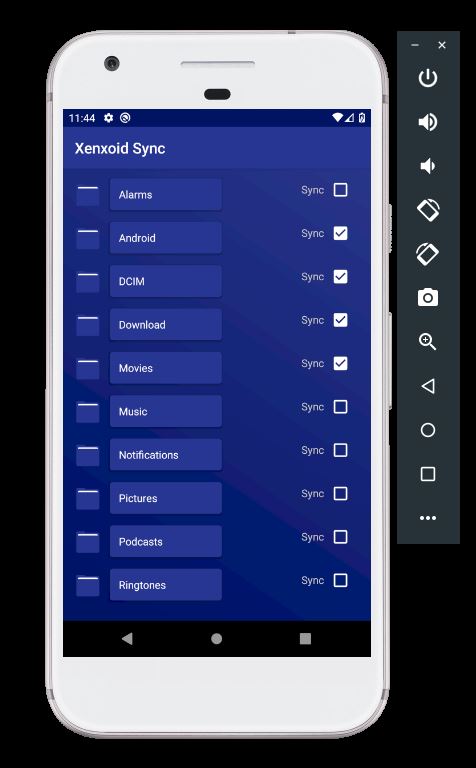 11:44
Xenxoid Sync
Alarms Sync
Android Sync
DCIM Sync
Download Sync
Movies Sync
Music Sync
Notifications Sync
Pictures Sync
Podcasts Sync
Ringtones Sync